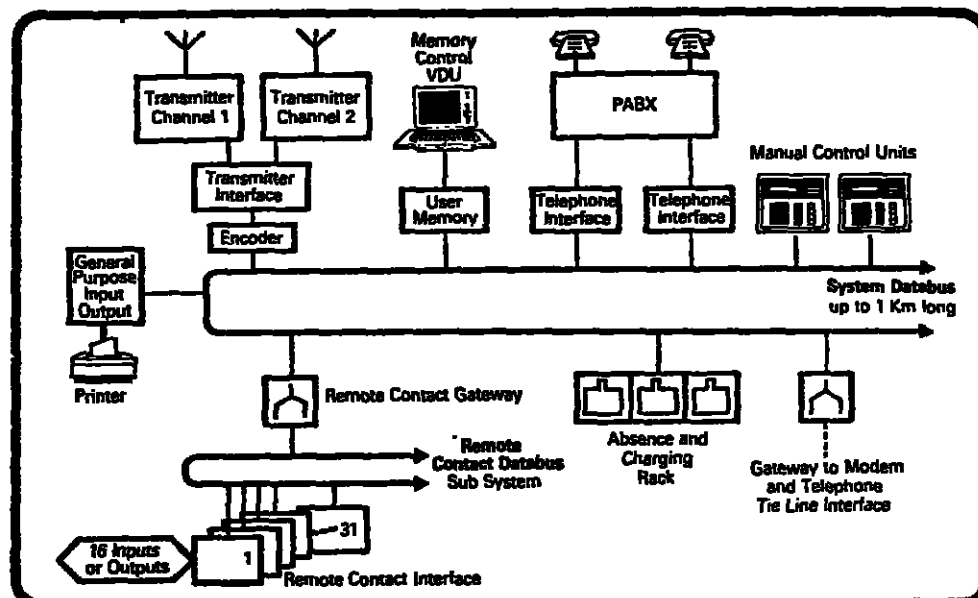 Transmitter
Channel 1
Transmitter
Channel 2
Transmitter
Interface
Encoder
Memory
Control
VDU
User
Memory
PABX
Telephone
Interface
Telephone
Interface
Manual Control Units
General
Purpose
Input
Output
Printer
System Databus
up to 1 Km long
Remote Contact Gateway
Remote
Contact Databus
Sub System
Absence and
Charging
Rack
Gateway to Modem
and Telephone
Tie Line Interface
16 Inputs
or Outputs
1
31
Remote Contact Interface